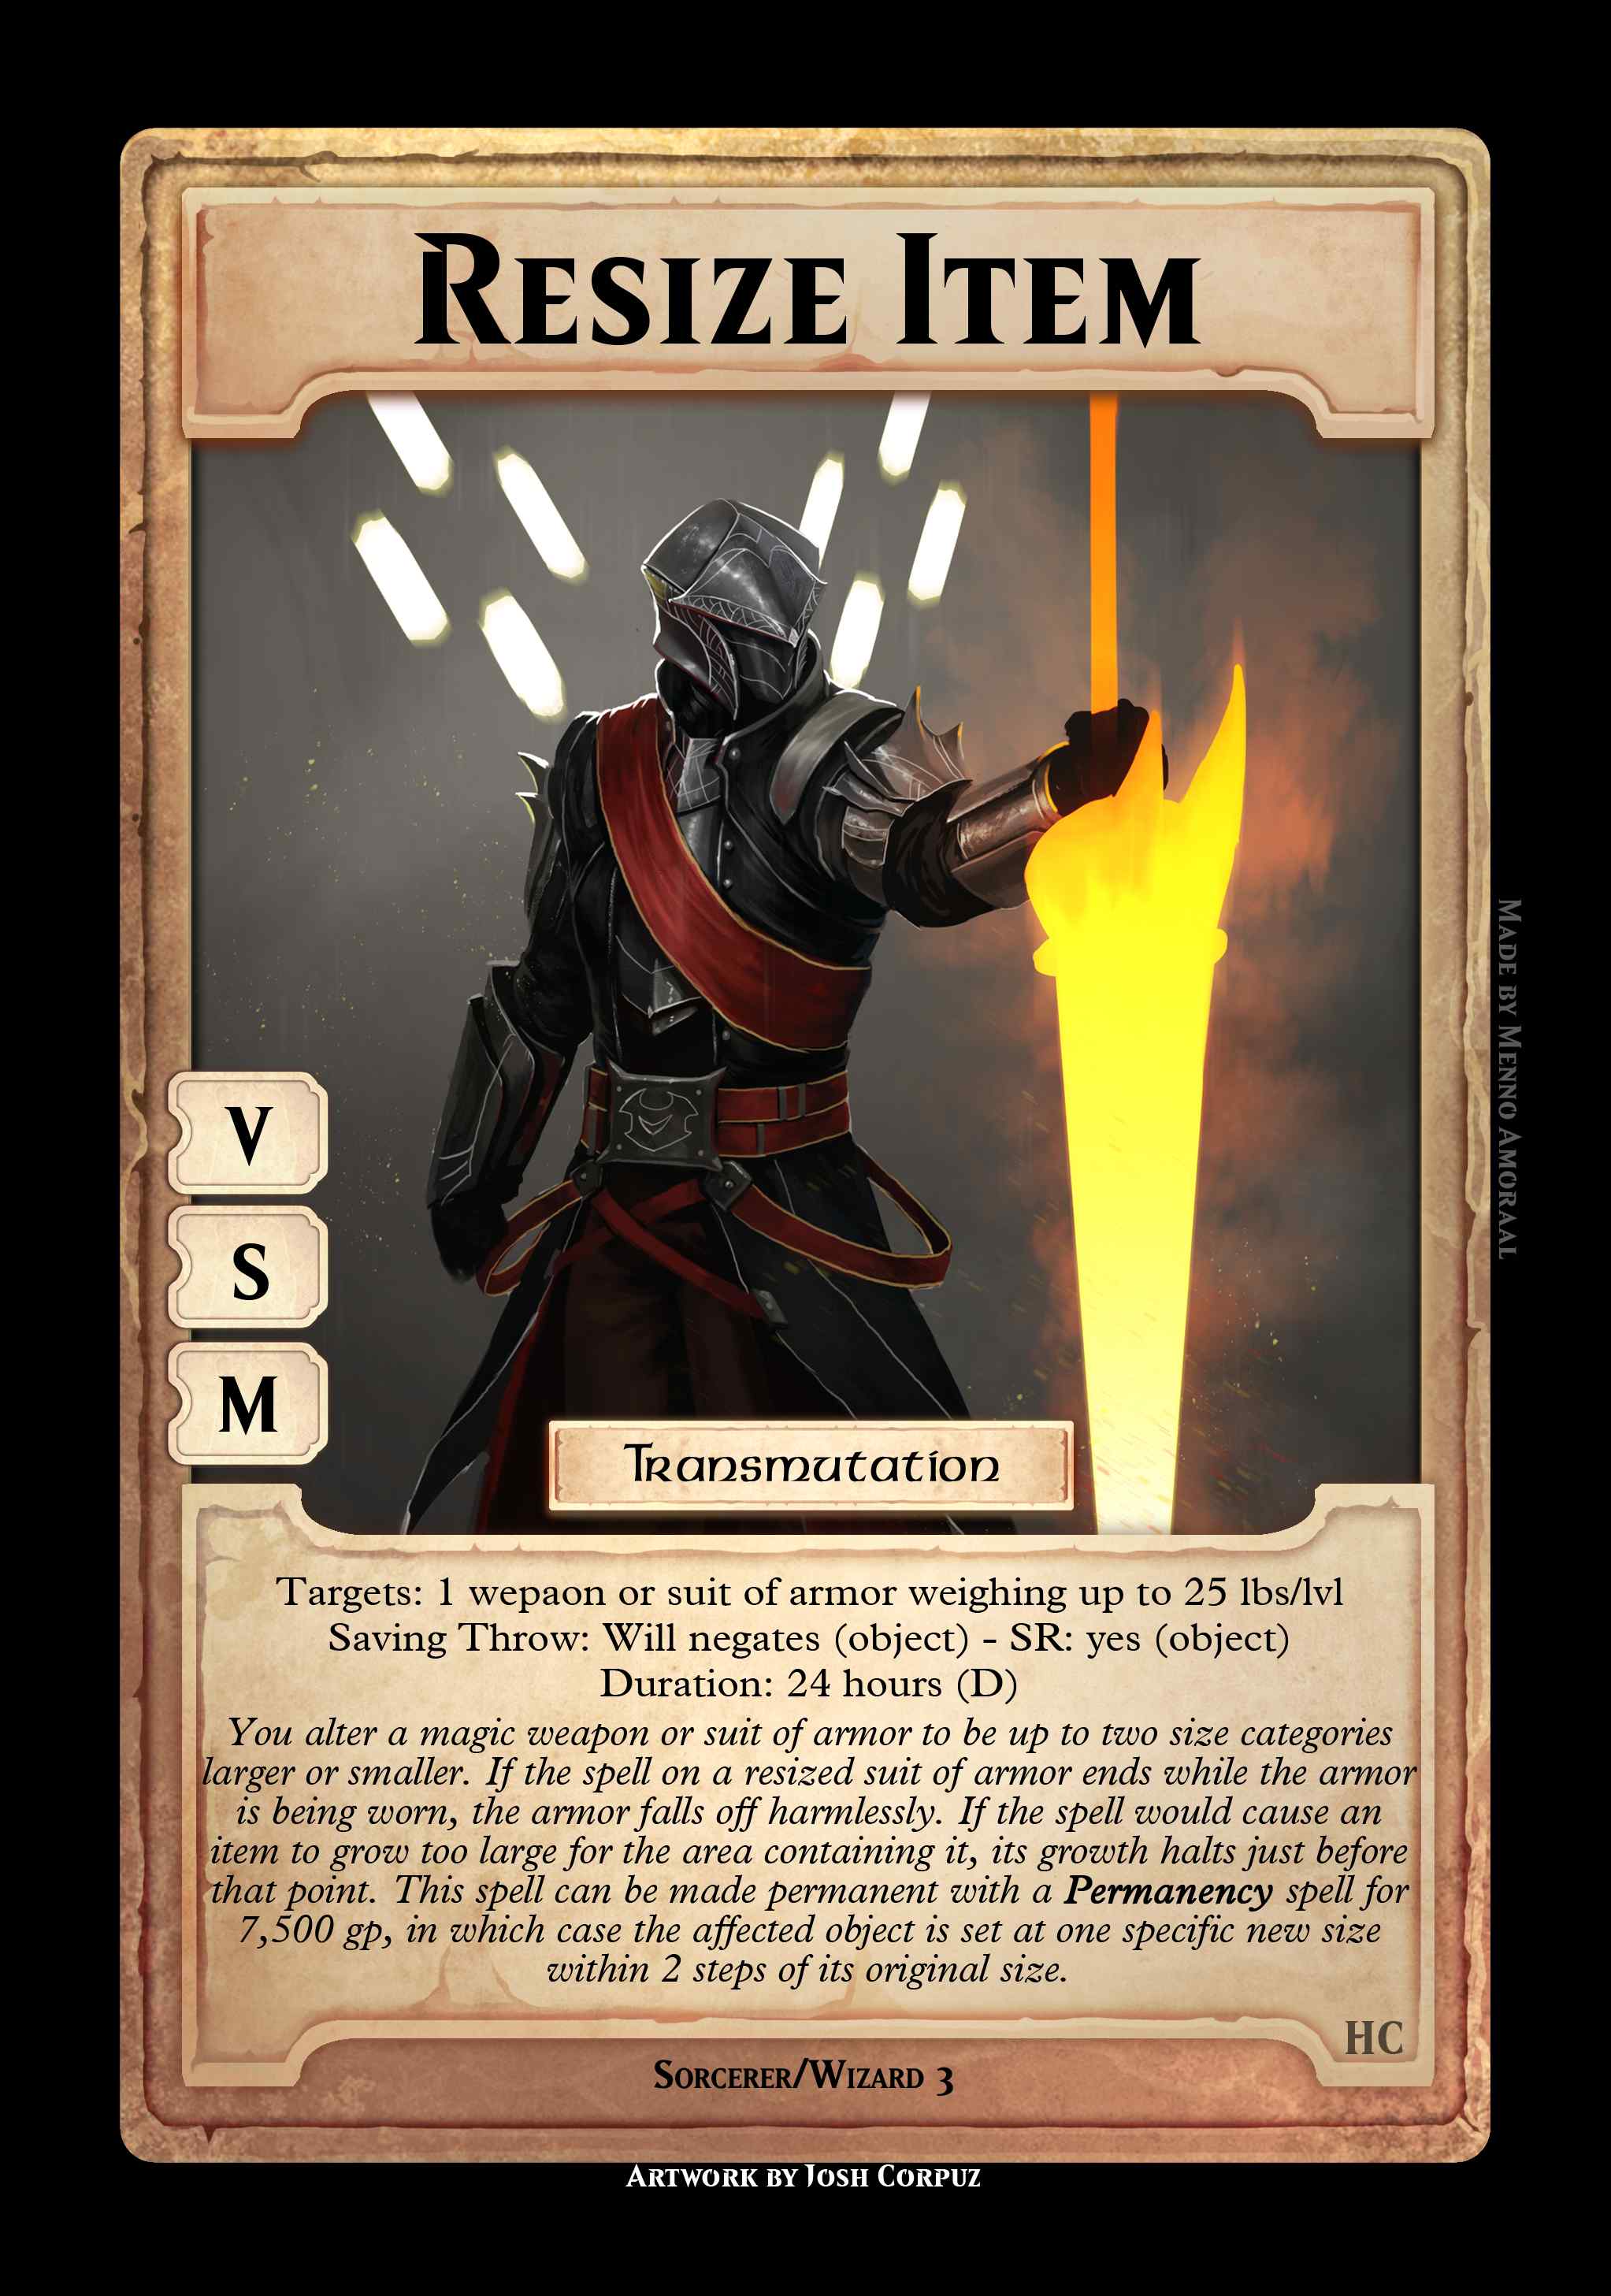 Resize Item
V
S
M
Transmutation
Targets: 1 wepaon or suit of armor weighing up to 25 lbs/lvl
Saving Throw: Will negates (object) - SR: yes (object)
Duration: 24 hours (D)
You alter a magic weapon or suit of armor to be up to two size categories
larger or smaller. If the spell on a resized suit of armor ends while the armor
is being worn, the armor falls off harmlessly. If the spell would cause an
item to grow too large for the area containing it, its growth halts just before
that point. This spell can be made permanent with a Permanency spell for
7,500 gp, in which case the affected object is set at one specific new size
within 2 steps of its original size.
HC
Sorcerer/Wizard 3
Artwork by Josh Corpuz
Made by Menno Amoraal